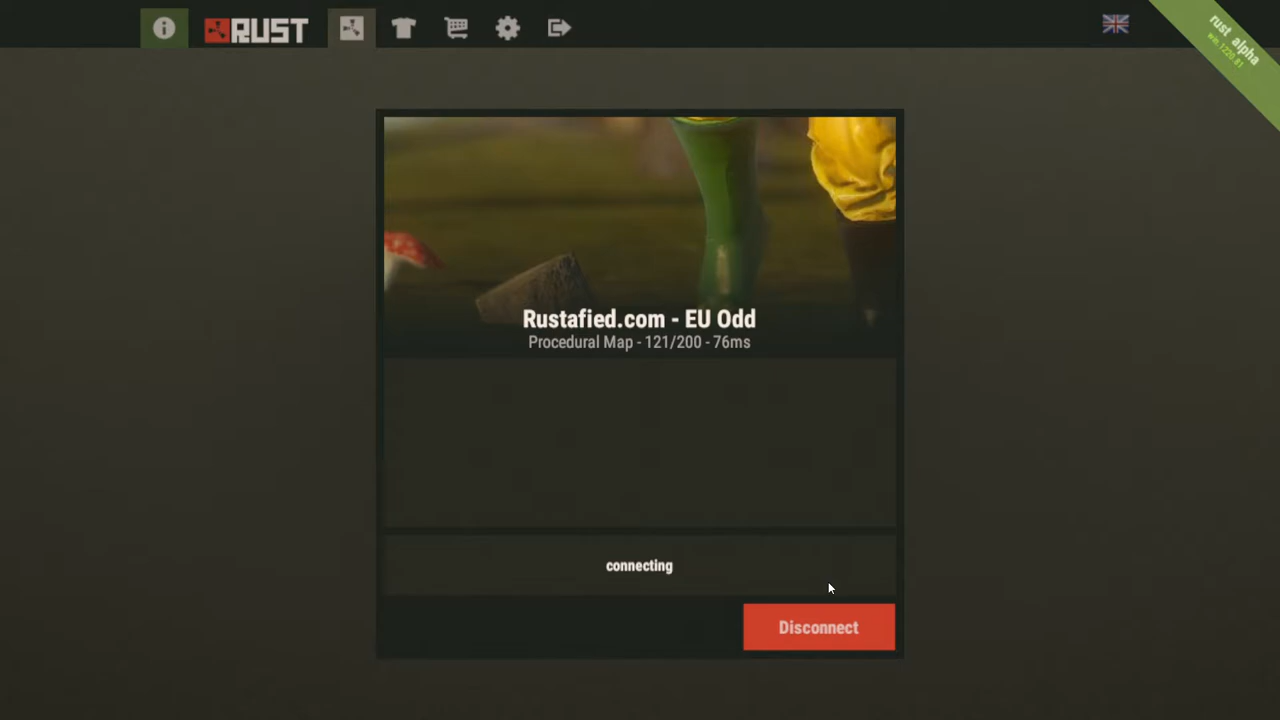 RUST
rust alpha
Rustafied.com - EU Odd
Procedural Map - 121/200 - 76ms
connecting
Disconnect